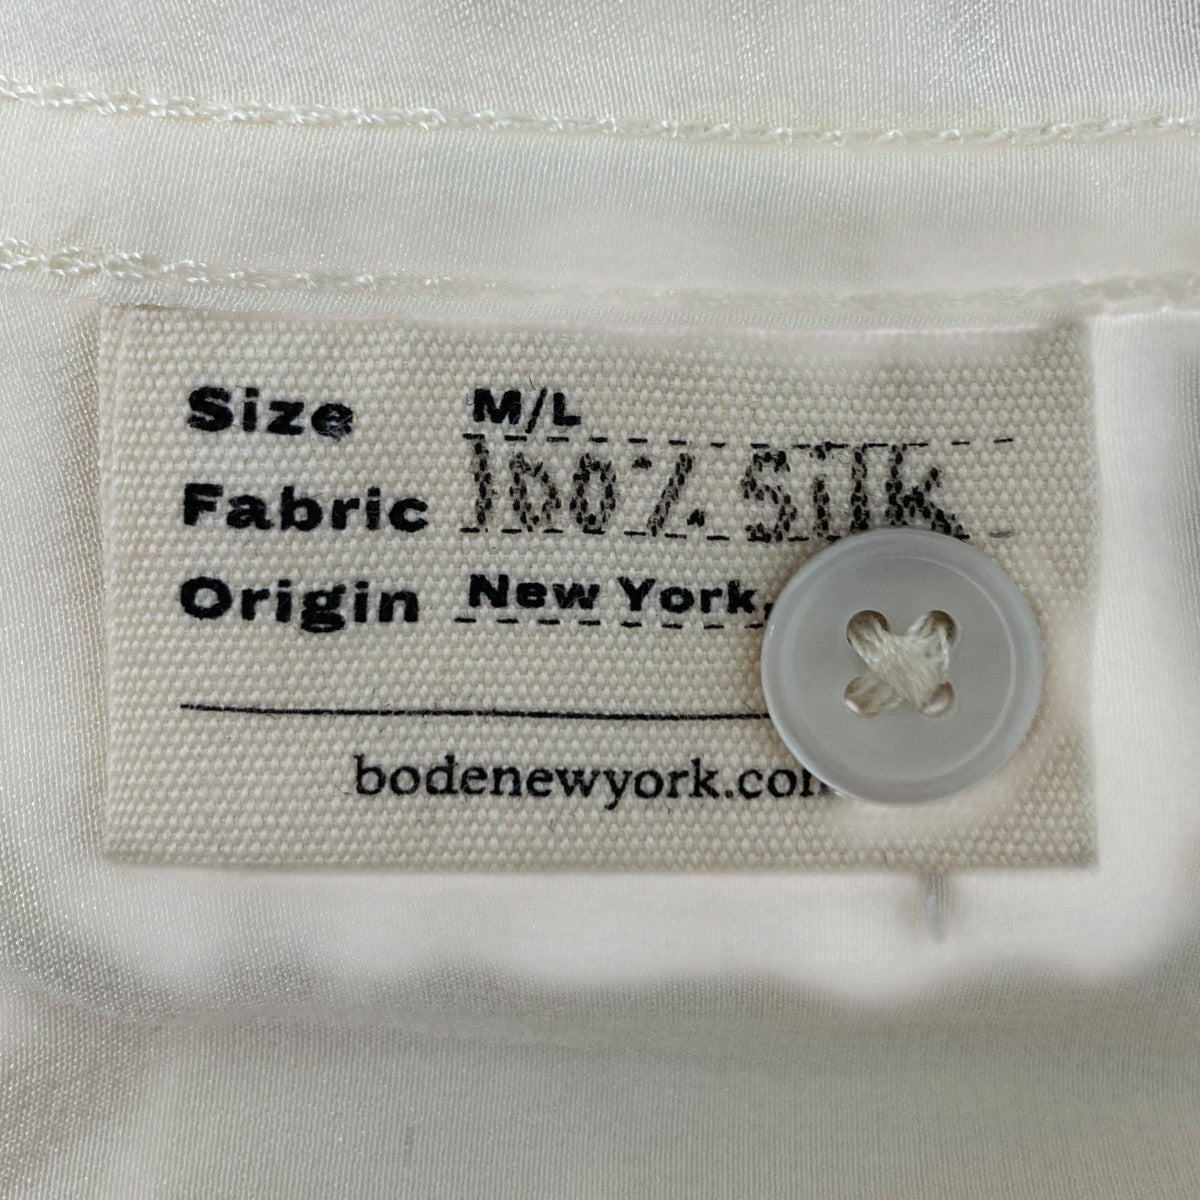 Size M/L
Fabric 100% SILK
Origin New York,
bodenewyork.com